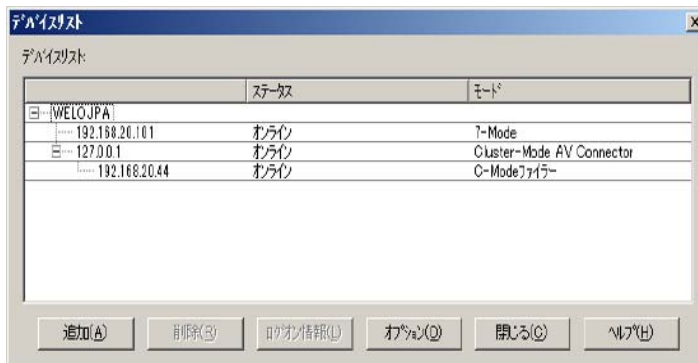 ﾃﾞﾊﾞｲｽﾘｽﾄ
ﾃﾞﾊﾞｲｽﾘｽﾄ:
ｽﾃｰﾀｽ ﾓｰﾄﾞ
WELOJPA
192.168.20.101 ｵﾝﾗｲﾝ 7-Mode
127.0.0.1 ｵﾝﾗｲﾝ Cluster-Mode AV Connector
192.168.20.44 ｵﾝﾗｲﾝ C-Modeﾌｧｲﾗｰ
追加(A) 削除(R) ﾛｸﾞｵﾝ情報(L) ｵﾌﾟｼｮﾝ(O) 閉じる(C) ﾍﾙﾌﾟ(H)